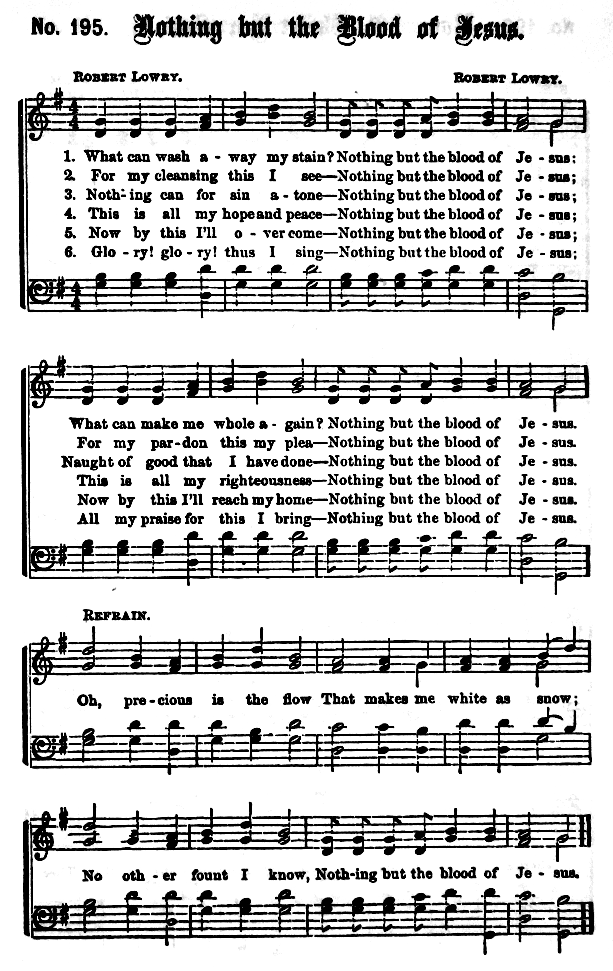 No. 195. Nothing but the Blood of Jesus.
ROBERT LOWRY. ROBERT LOWRY.
1. What can wash a - way my stain? Nothing but the blood of Je - sus;
2. For my cleansing this I see—Nothing but the blood of Je - sus;
3. Noth-ing can for sin a - tone—Nothing but the blood of Je - sus;
4. This is all my hope and peace—Nothing but the blood of Je - sus;
5. Now by this I'll o - ver come—Nothing but the blood of Je - sus;
6. Glo - ry! glo - ry! thus I sing—Nothing but the blood of Je - sus;
What can make me whole a - gain? Nothing but the blood of Je - sus.
For my par-don this my plea—Nothing but the blood of Je - sus.
Naught of good that I have done—Nothing but the blood of Je - sus.
This is all my righteousness—Nothing but the blood of Je - sus.
Now by this I'll reach my home—Nothing but the blood of Je - sus.
All my praise for this I bring—Nothing but the blood of Je - sus.
REFRAIN.
Oh, pre-cious is the flow That makes me white as snow;
No oth - er fount I know, Noth-ing but the blood of Je - sus.